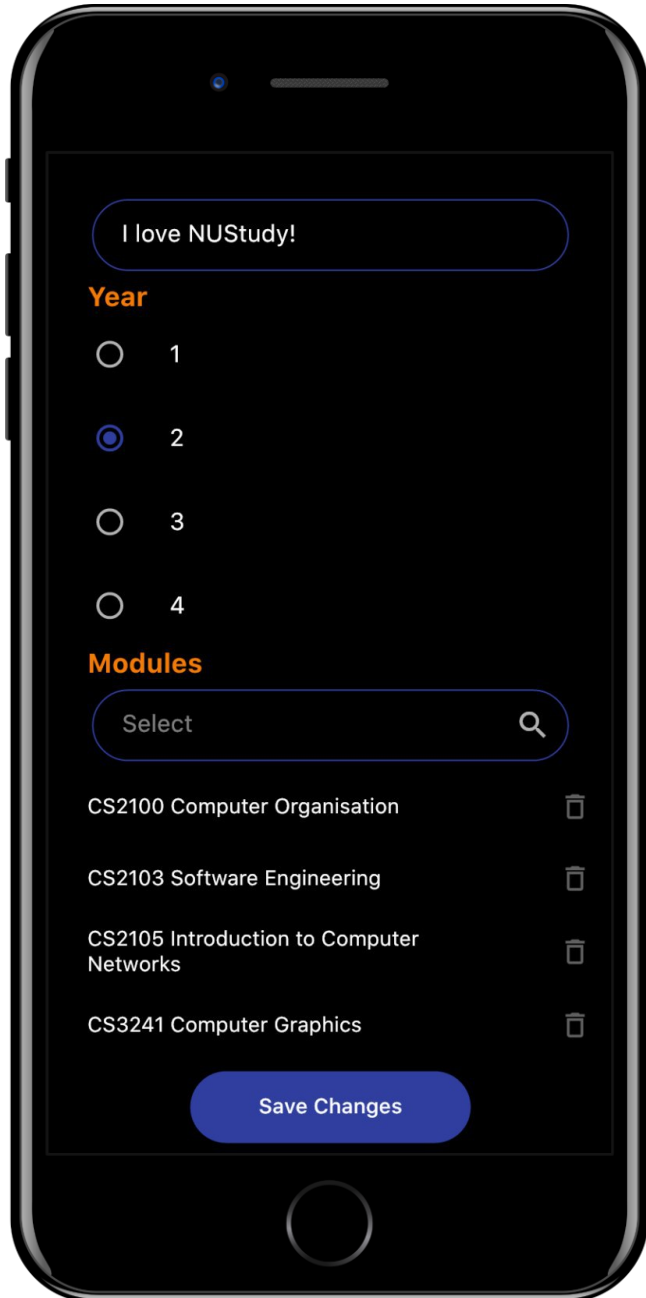 I love NUStudy!
Year
1
2
3
4
Modules
Select
CS2100 Computer Organisation
CS2103 Software Engineering
CS2105 Introduction to Computer
Networks
CS3241 Computer Graphics
Save Changes